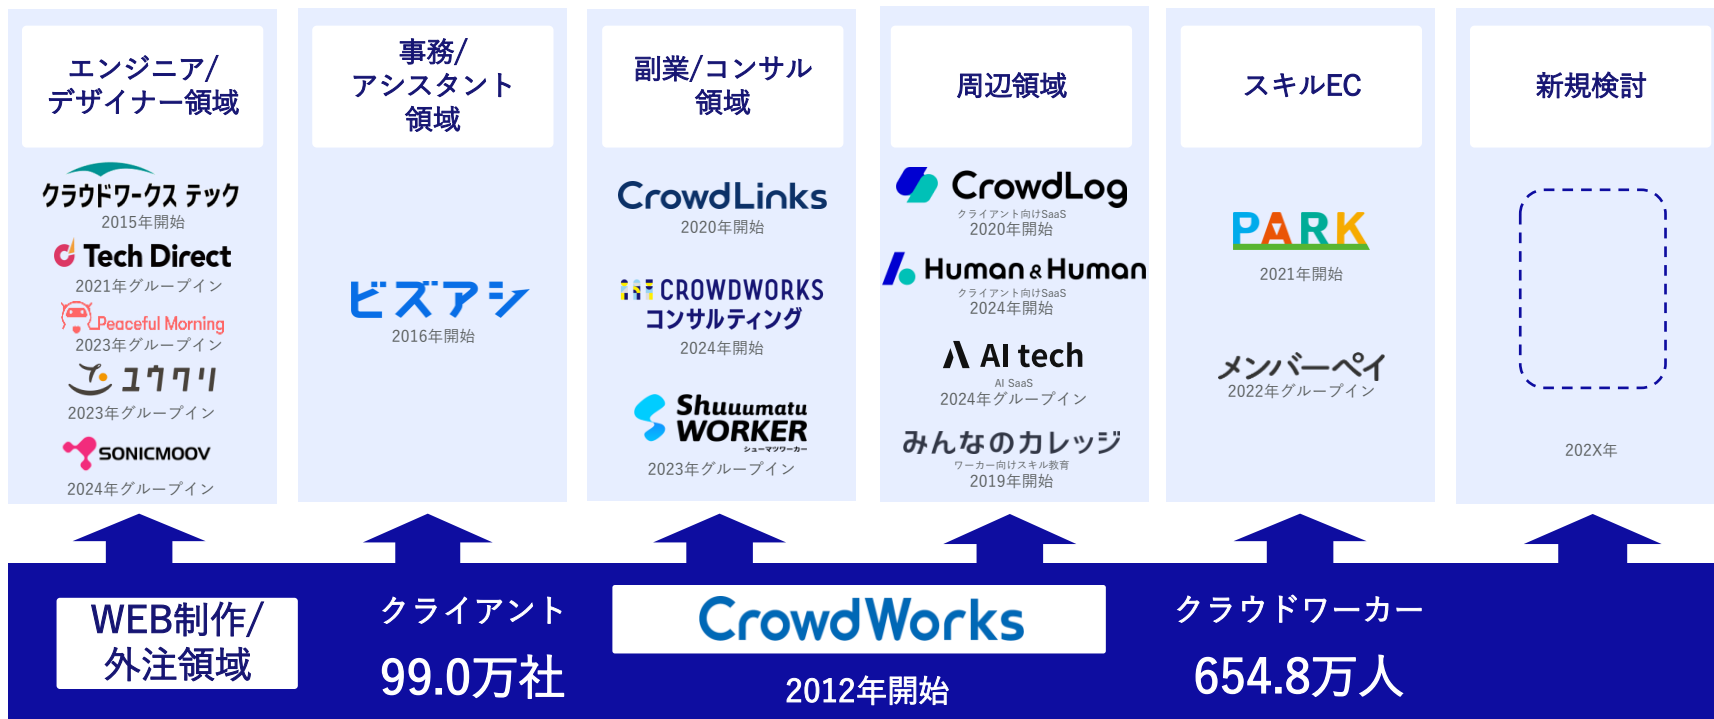 エンジニア/
デザイナー領域
クラウドワークス テック
2015年開始
Tech Direct
2021年グループイン
Peaceful Morning
2023年グループイン
ユウクリ
2023年グループイン
SONICMOOV
2024年グループイン
事務/
アシスタント
領域
ビズアシ
2016年開始
副業/コンサル
領域
CrowdLinks
2020年開始
CROWDWORKS
コンサルティング
2024年開始
Shuuumatu
WORKER
シューマツワーカー
2023年グループイン
周辺領域
CrowdLog
クライアント向けSaaS
2020年開始
Human & Human
クライアント向けSaaS
2024年開始
AI tech
AI SaaS
2024年グループイン
みんなのカレッジ
ワーカー向けスキル教育
2019年開始
スキルEC
PARK
2021年開始
メンバーペイ
2022年グループイン
新規検討
202X年
WEB制作/
外注領域
クライアント
99.0万社
CrowdWorks
2012年開始
クラウドワーカー
654.8万人